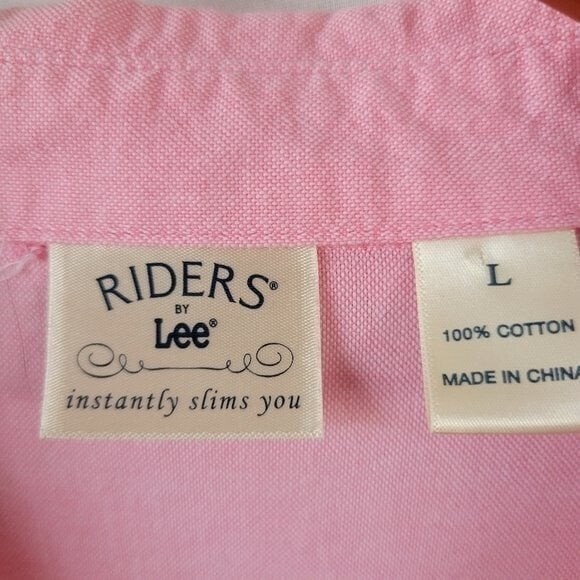 RIDERS®
BY
Lee®
instantly slims you
L
100% COTTON
MADE IN CHINA